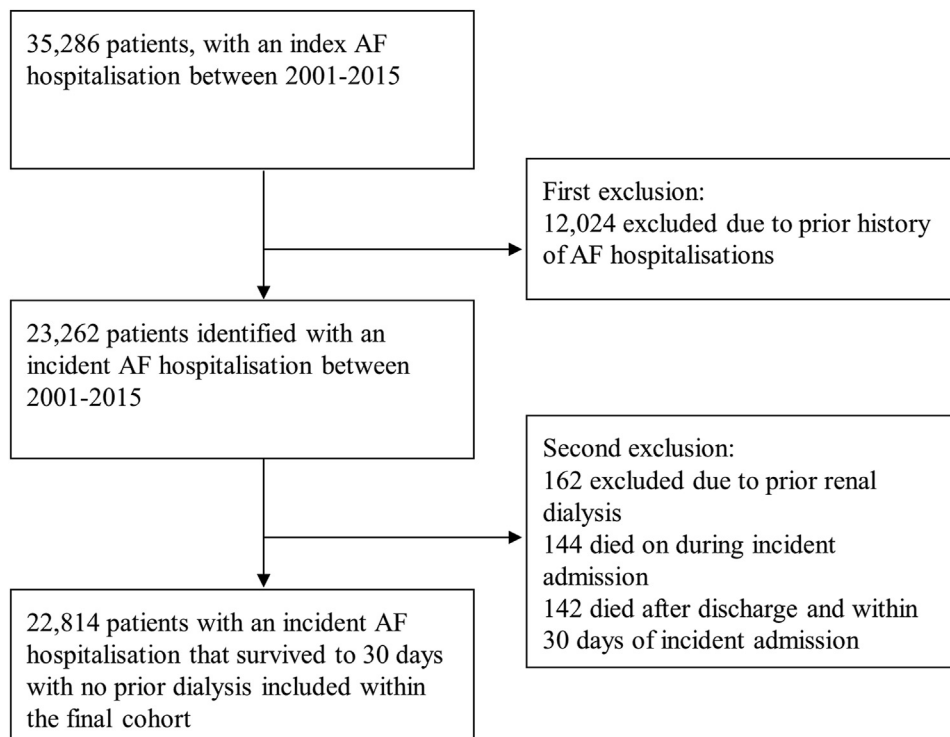 35,286 patients, with an index AF
hospitalisation between 2001-2015
First exclusion:
12,024 excluded due to prior history
of AF hospitalisations
23,262 patients identified with an
incident AF hospitalisation between
2001-2015
Second exclusion:
162 excluded due to prior renal
dialysis
144 died on during incident
admission
142 died after discharge and within
30 days of incident admission
22,814 patients with an incident AF
hospitalisation that survived to 30 days
with no prior dialysis included within
the final cohort